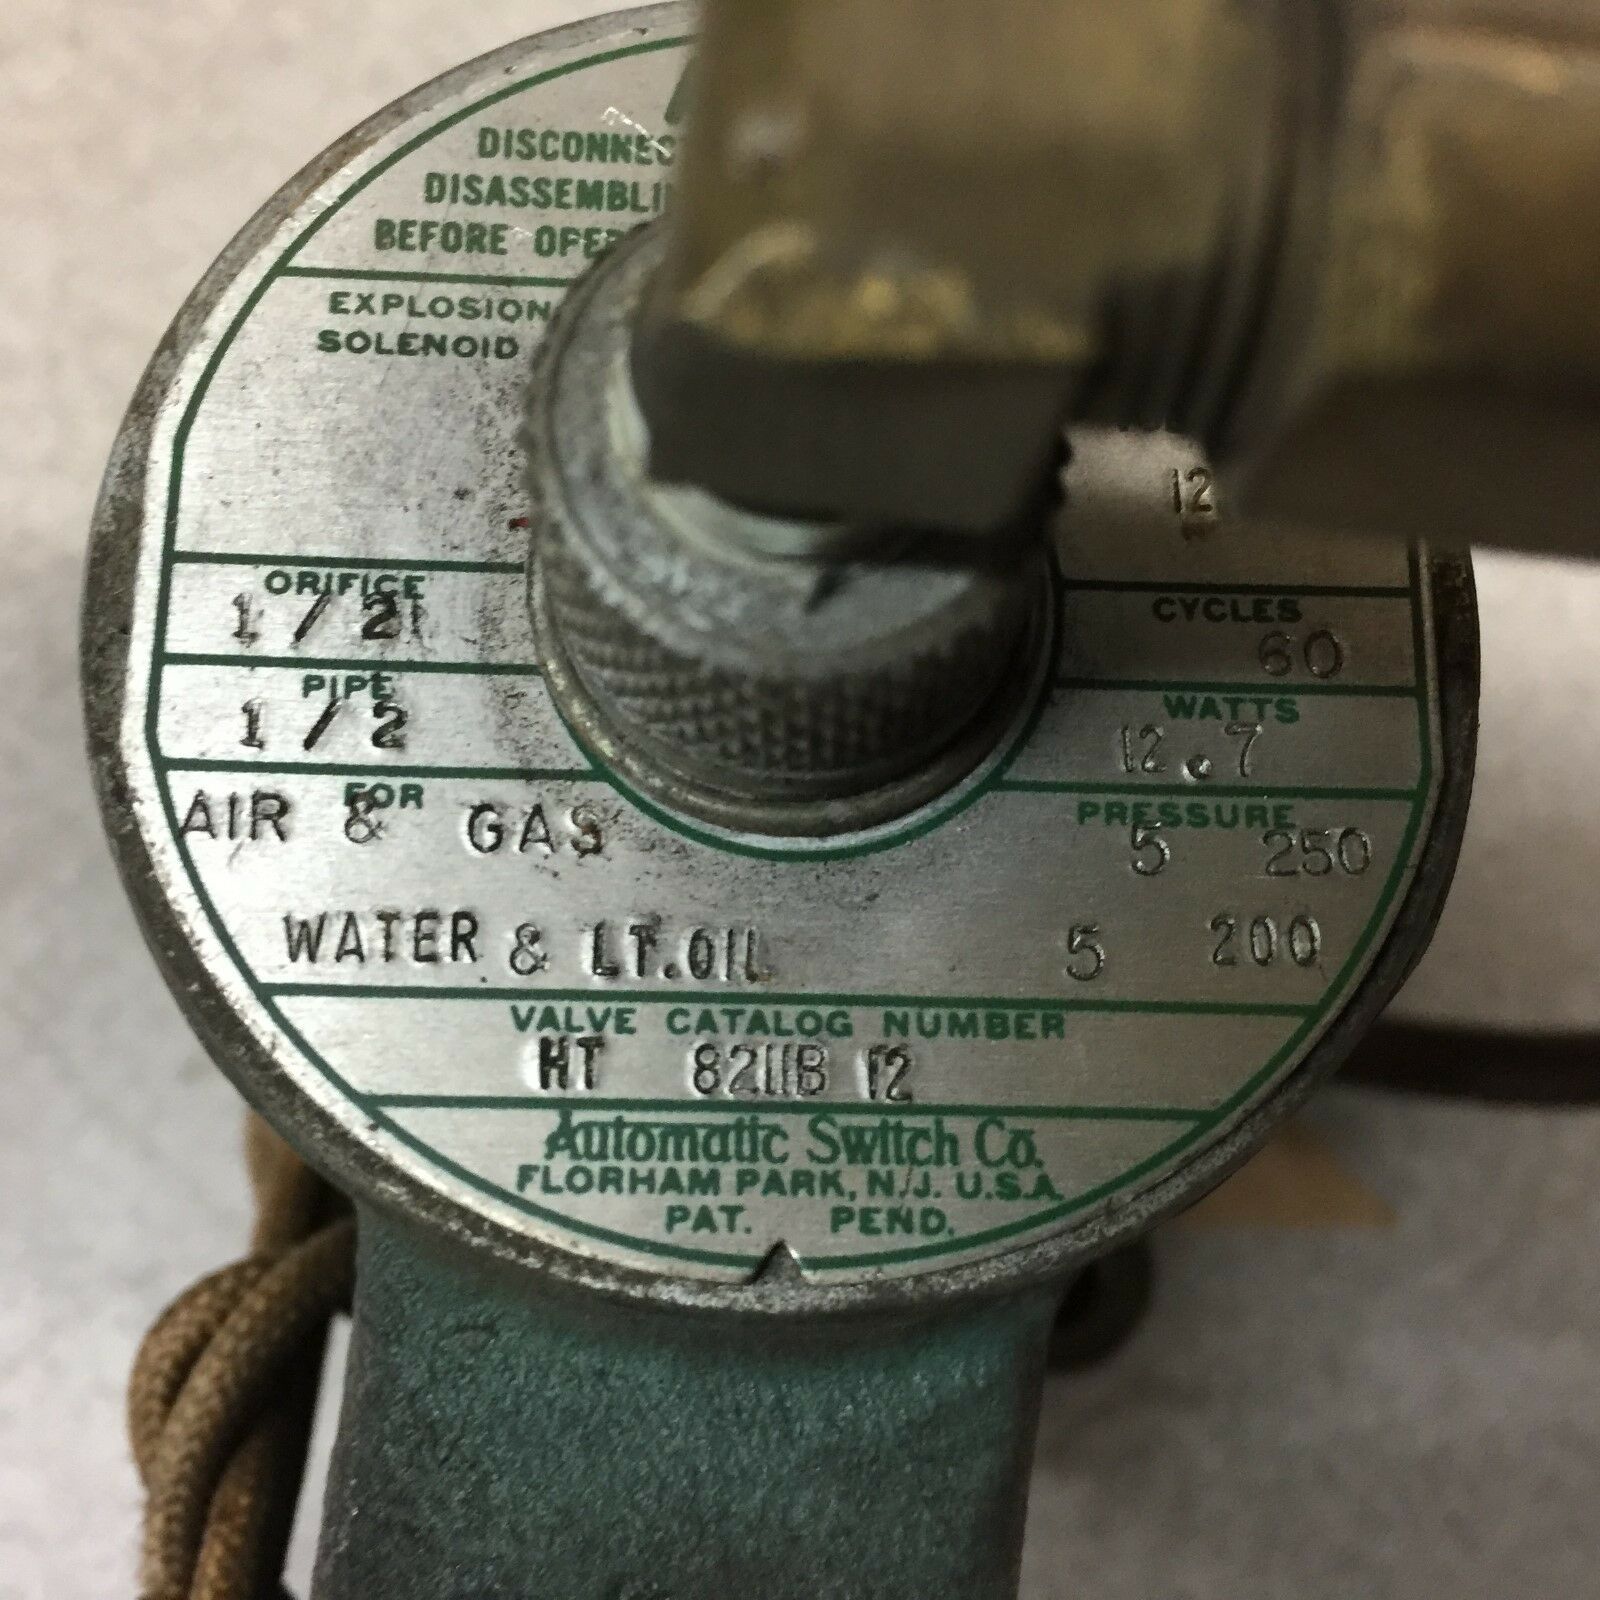 DISCONNEC
DISASSEMBLI
BEFORE OPE
EXPLOSION
SOLENOID
12
ORIFICE
1 / 2
CYCLES
60
PIPE
1 / 2
WATTS
12.7
FOR
AIR & GAS
PRESSURE
5 250
WATER & LT.OIL 5 200
VALVE CATALOG NUMBER
HT 8211B 12
Automatic Switch Co.
FLORHAM PARK, N.J. U.S.A.
PAT. PEND.